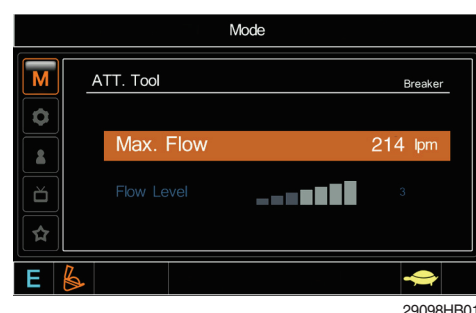 Mode
M
ATT. Tool
Breaker
Max. Flow 214 lpm
Flow Level 3
E
29098HB01